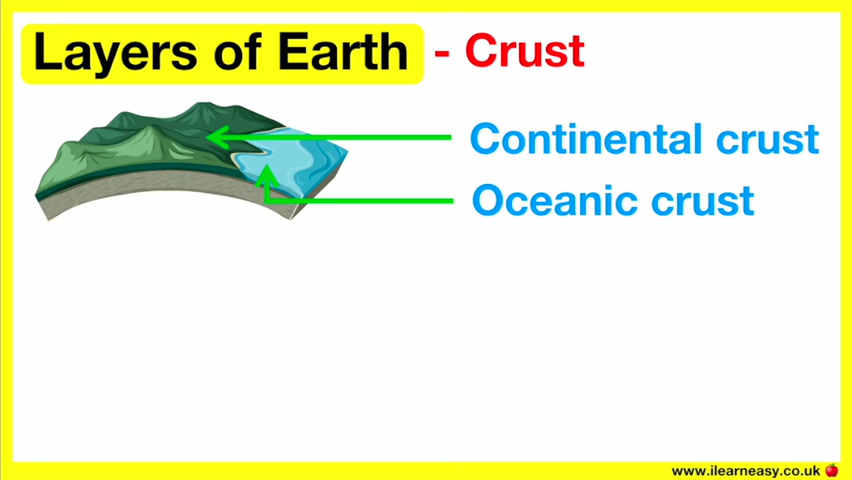 Layers of Earth - Crust
Continental crust
Oceanic crust
www.ilearneasy.co.uk